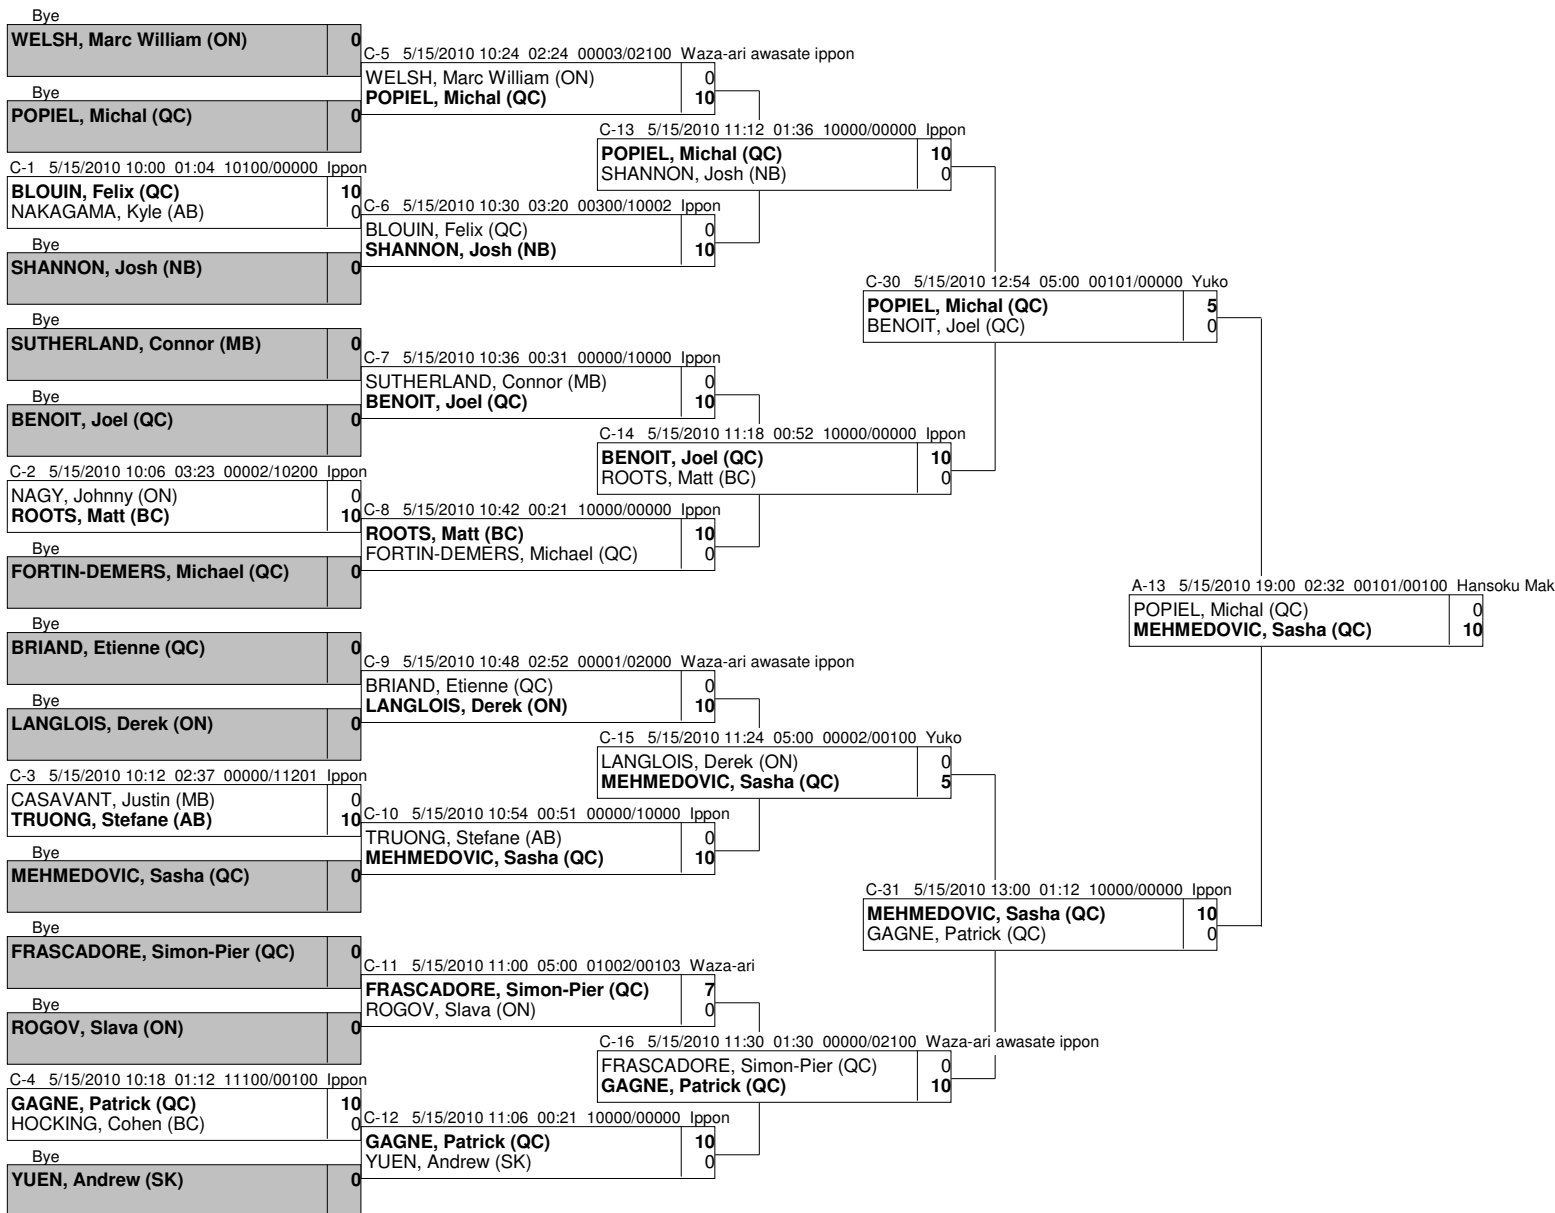 Bye
WELSH, Marc William (ON) 0
Bye
POPIEL, Michal (QC) 0
C-1 5/15/2010 10:00 01:04 10100/00000 Ippon
BLOUIN, Felix (QC) 10
NAKAGAMA, Kyle (AB) 0
Bye
SHANNON, Josh (NB) 0
Bye
SUTHERLAND, Connor (MB) 0
Bye
BENOIT, Joel (QC) 0
C-2 5/15/2010 10:06 03:23 00002/10200 Ippon
NAGY, Johnny (ON) 0
ROOTS, Matt (BC) 10
Bye
FORTIN-DEMERS, Michael (QC) 0
Bye
BRIAND, Etienne (QC) 0
Bye
LANGLOIS, Derek (ON) 0
C-3 5/15/2010 10:12 02:37 00000/11201 Ippon
CASAVANT, Justin (MB) 0
TRUONG, Stefane (AB) 10
Bye
MEHMEDOVIC, Sasha (QC) 0
Bye
FRASCADORE, Simon-Pier (QC) 0
Bye
ROGOV, Slava (ON) 0
C-4 5/15/2010 10:18 01:12 11100/00100 Ippon
GAGNE, Patrick (QC) 10
HOCKING, Cohen (BC) 0
Bye
YUEN, Andrew (SK) 0
C-5 5/15/2010 10:24 02:24 00003/02100 Waza-ari awasate ippon
WELSH, Marc William (ON) 0
POPIEL, Michal (QC) 10
C-6 5/15/2010 10:30 03:20 00300/10002 Ippon
BLOUIN, Felix (QC) 0
SHANNON, Josh (NB) 10
C-7 5/15/2010 10:36 00:31 00000/10000 Ippon
SUTHERLAND, Connor (MB) 0
BENOIT, Joel (QC) 10
C-8 5/15/2010 10:42 00:21 10000/00000 Ippon
ROOTS, Matt (BC) 10
FORTIN-DEMERS, Michael (QC) 0
C-9 5/15/2010 10:48 02:52 00001/02000 Waza-ari awasate ippon
BRIAND, Etienne (QC) 0
LANGLOIS, Derek (ON) 10
C-10 5/15/2010 10:54 00:51 00000/10000 Ippon
TRUONG, Stefane (AB) 0
MEHMEDOVIC, Sasha (QC) 10
C-11 5/15/2010 11:00 05:00 01002/00103 Waza-ari
FRASCADORE, Simon-Pier (QC) 7
ROGOV, Slava (ON) 0
C-12 5/15/2010 11:06 00:21 10000/00000 Ippon
GAGNE, Patrick (QC) 10
YUEN, Andrew (SK) 0
C-13 5/15/2010 11:12 01:36 10000/00000 Ippon
POPIEL, Michal (QC) 10
SHANNON, Josh (NB) 0
C-14 5/15/2010 11:18 00:52 10000/00000 Ippon
BENOIT, Joel (QC) 10
ROOTS, Matt (BC) 0
C-15 5/15/2010 11:24 05:00 00002/00100 Yuko
LANGLOIS, Derek (ON) 0
MEHMEDOVIC, Sasha (QC) 5
C-16 5/15/2010 11:30 01:30 00000/02100 Waza-ari awasate ippon
FRASCADORE, Simon-Pier (QC) 0
GAGNE, Patrick (QC) 10
C-30 5/15/2010 12:54 05:00 00101/00000 Yuko
POPIEL, Michal (QC) 5
BENOIT, Joel (QC) 0
C-31 5/15/2010 13:00 01:12 10000/00000 Ippon
MEHMEDOVIC, Sasha (QC) 10
GAGNE, Patrick (QC) 0
A-13 5/15/2010 19:00 02:32 00101/00100 Hansoku Mak
POPIEL, Michal (QC) 0
MEHMEDOVIC, Sasha (QC) 10